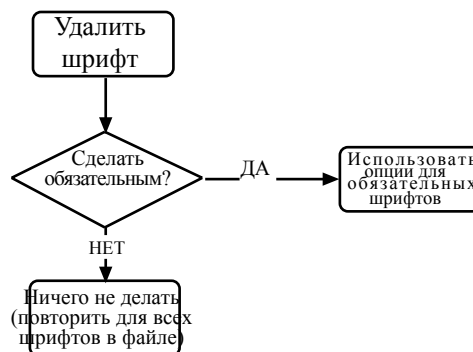 Удалить
шрифт
Сделать
обязательным?
ДА
Использовать
опции для
обязательных
шрифтов
НЕТ
Ничего не делать
(повторить для всех
шрифтов в файле)